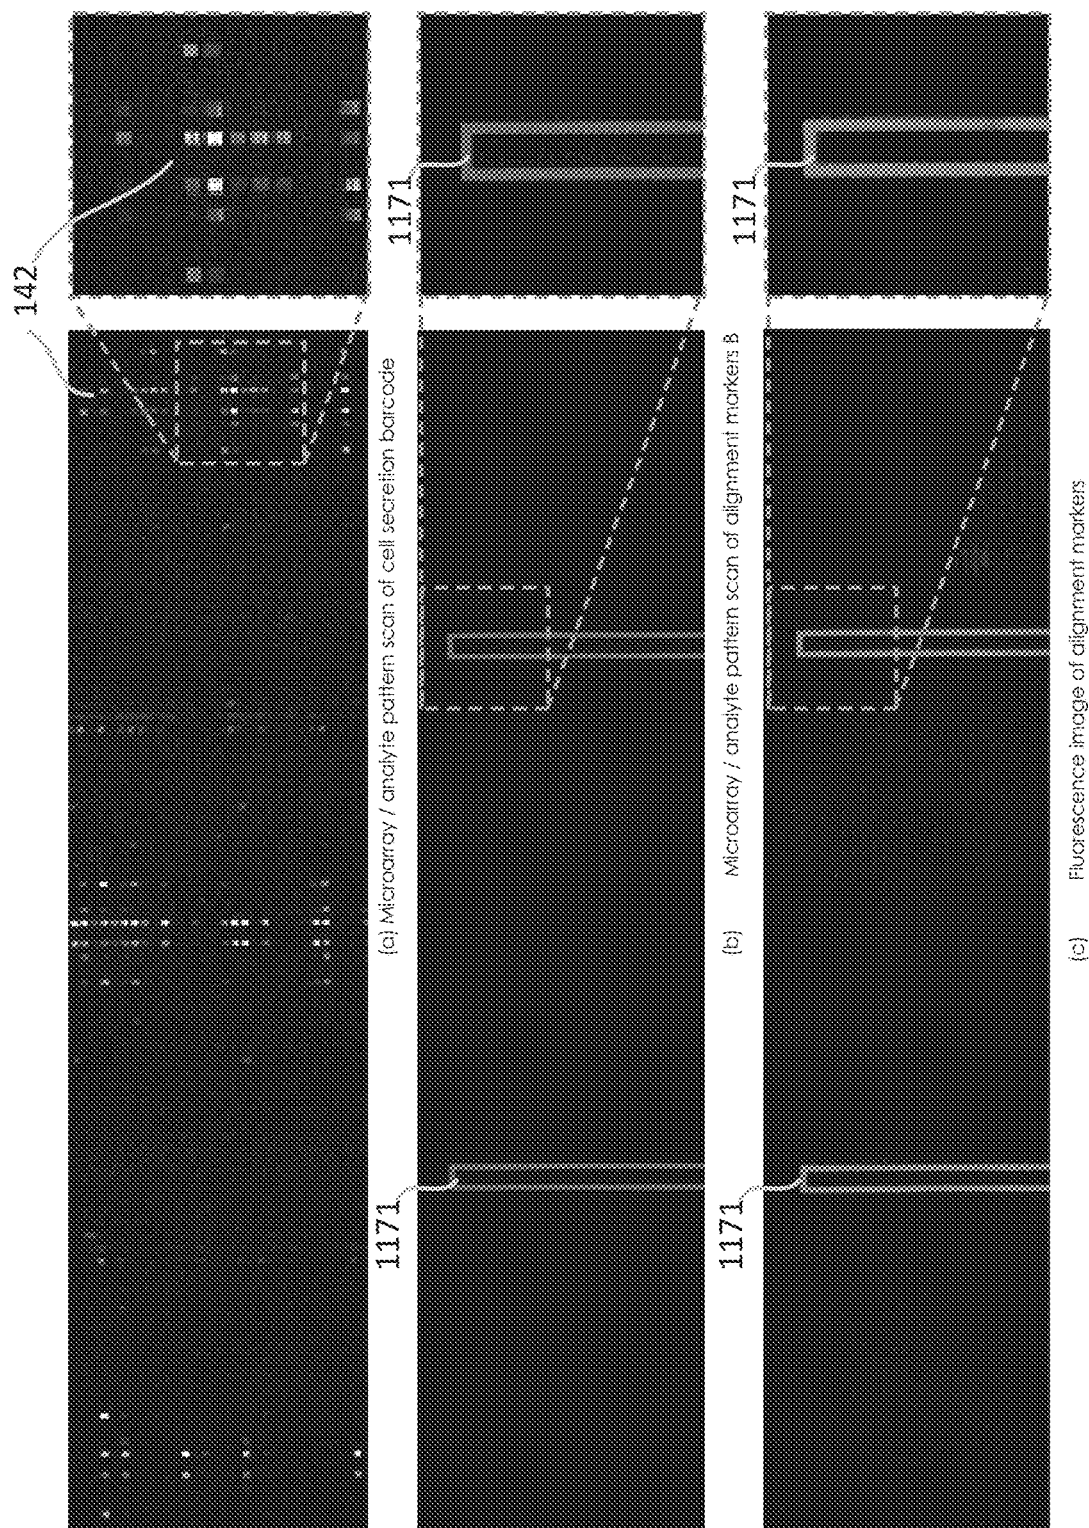 142
(a) Microarray / analyte pattern scan of cell secretion barcode
1171
1171
(b) Microarray / analyte pattern scan of alignment markers B
1171
1171
(c) Fluorescence image of alignment markers